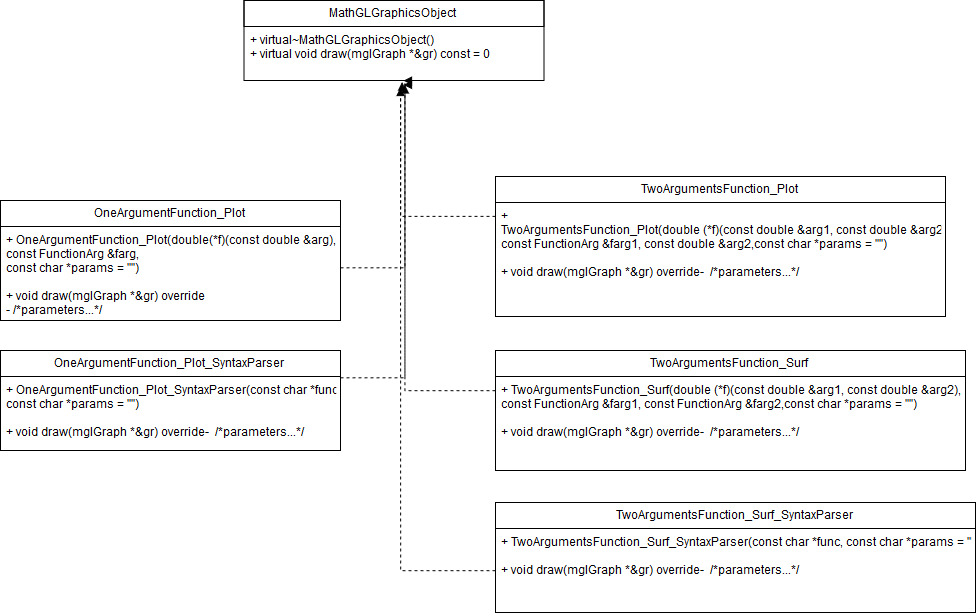 MathGLGraphicsObject
+ virtual~MathGLGraphicsObject()
+ virtual void draw(mglGraph *&gr) const = 0
OneArgumentFunction_Plot
+ OneArgumentFunction_Plot(double(*f)(const double &arg),
const FunctionArg &farg,
const char *params = "")
+ void draw(mglGraph *&gr) override
- /*parameters...*/
OneArgumentFunction_Plot_SyntaxParser
+ OneArgumentFunction_Plot_SyntaxParser(const char *func
const char *params = "")
+ void draw(mglGraph *&gr) override- /*parameters...*/
TwoArgumentsFunction_Plot
+
TwoArgumentsFunction_Plot(double (*f)(const double &arg1, const double &arg2
const FunctionArg &farg1, const double &arg2,const char *params = "")
+ void draw(mglGraph *&gr) override- /*parameters...*/
TwoArgumentsFunction_Surf
+ TwoArgumentsFunction_Surf(double (*f)(const double &arg1, const double &arg2),
const FunctionArg &farg1, const FunctionArg &farg2,const char *params = "")
+ void draw(mglGraph *&gr) override- /*parameters...*/
TwoArgumentsFunction_Surf_SyntaxParser
+ TwoArgumentsFunction_Surf_SyntaxParser(const char *func, const char *params = "
+ void draw(mglGraph *&gr) override- /*parameters...*/